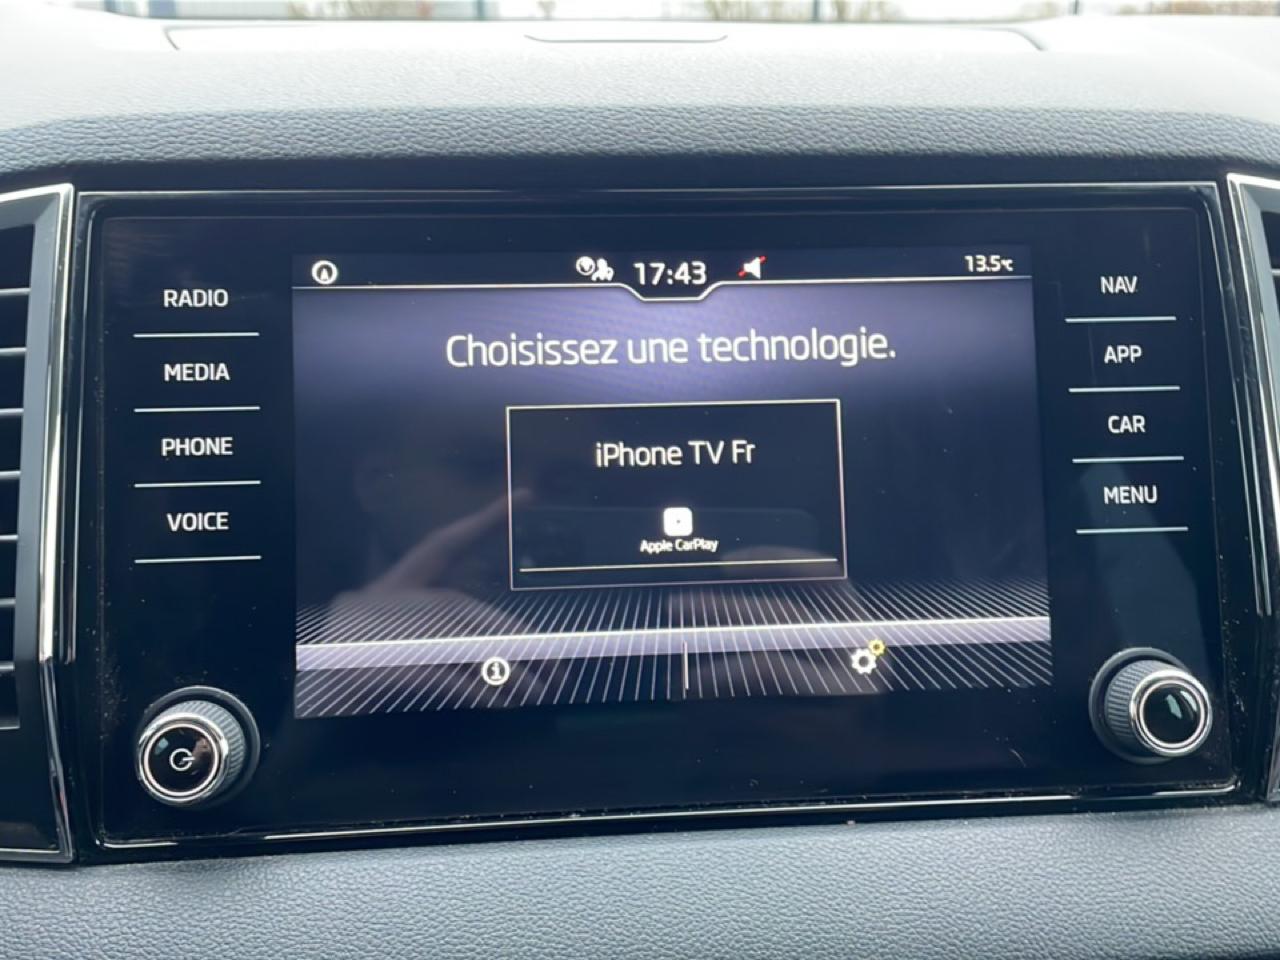 17:43
13.5°C
RADIO
MEDIA
PHONE
VOICE
Choisissez une technologie.
iPhone TV Fr
Apple CarPlay
NAV
APP
CAR
MENU